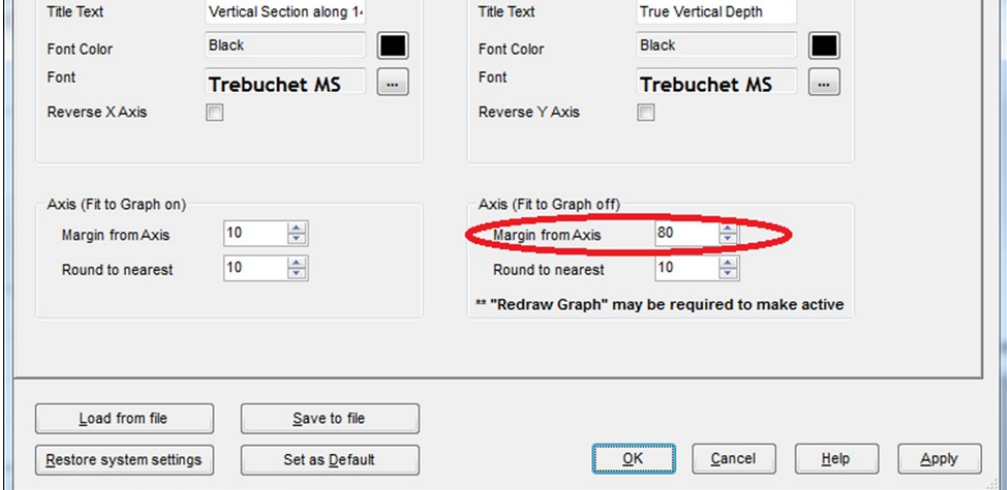 Title Text Vertical Section along 1
Font Color Black
Font Trebuchet MS ...
Reverse X Axis
Title Text True Vertical Depth
Font Color Black
Font Trebuchet MS ...
Reverse Y Axis
Axis (Fit to Graph on)
Margin from Axis 10
Round to nearest 10
Axis (Fit to Graph off)
Margin from Axis 80
Round to nearest 10
** "Redraw Graph" may be required to make active
Load from file Save to file
Restore system settings Set as Default
OK Cancel Help Apply